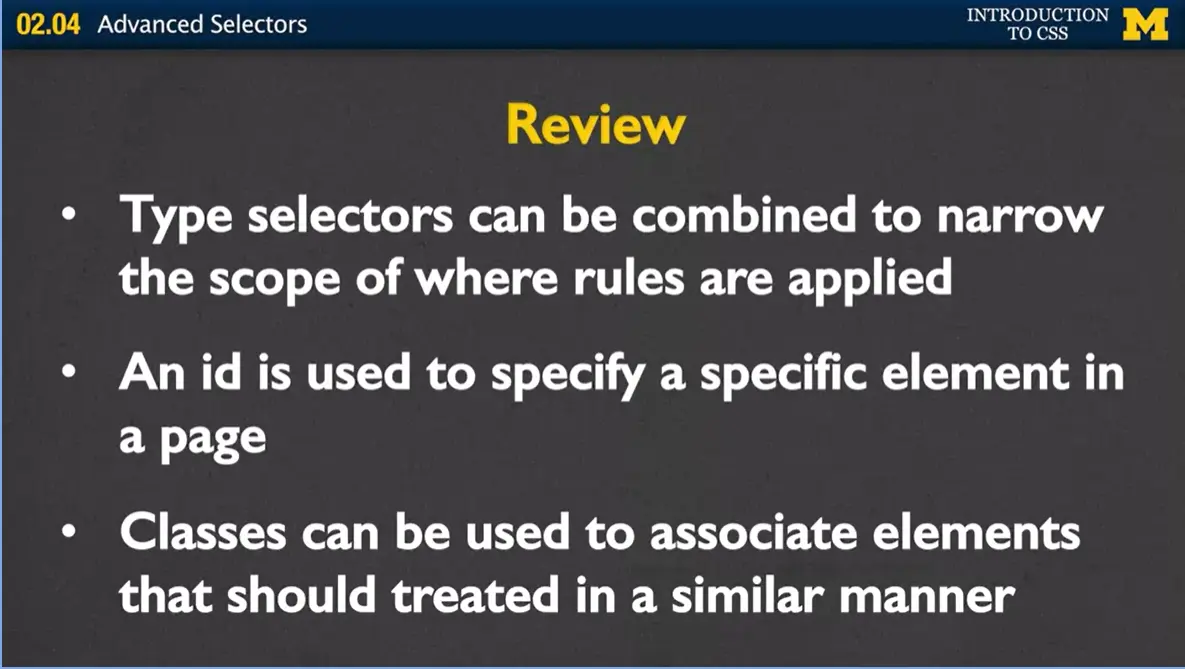 02.04 Advanced Selectors
INTRODUCTION
TO CSS
M
Review
• Type selectors can be combined to narrow
the scope of where rules are applied
• An id is used to specify a specific element in
a page
• Classes can be used to associate elements
that should treated in a similar manner